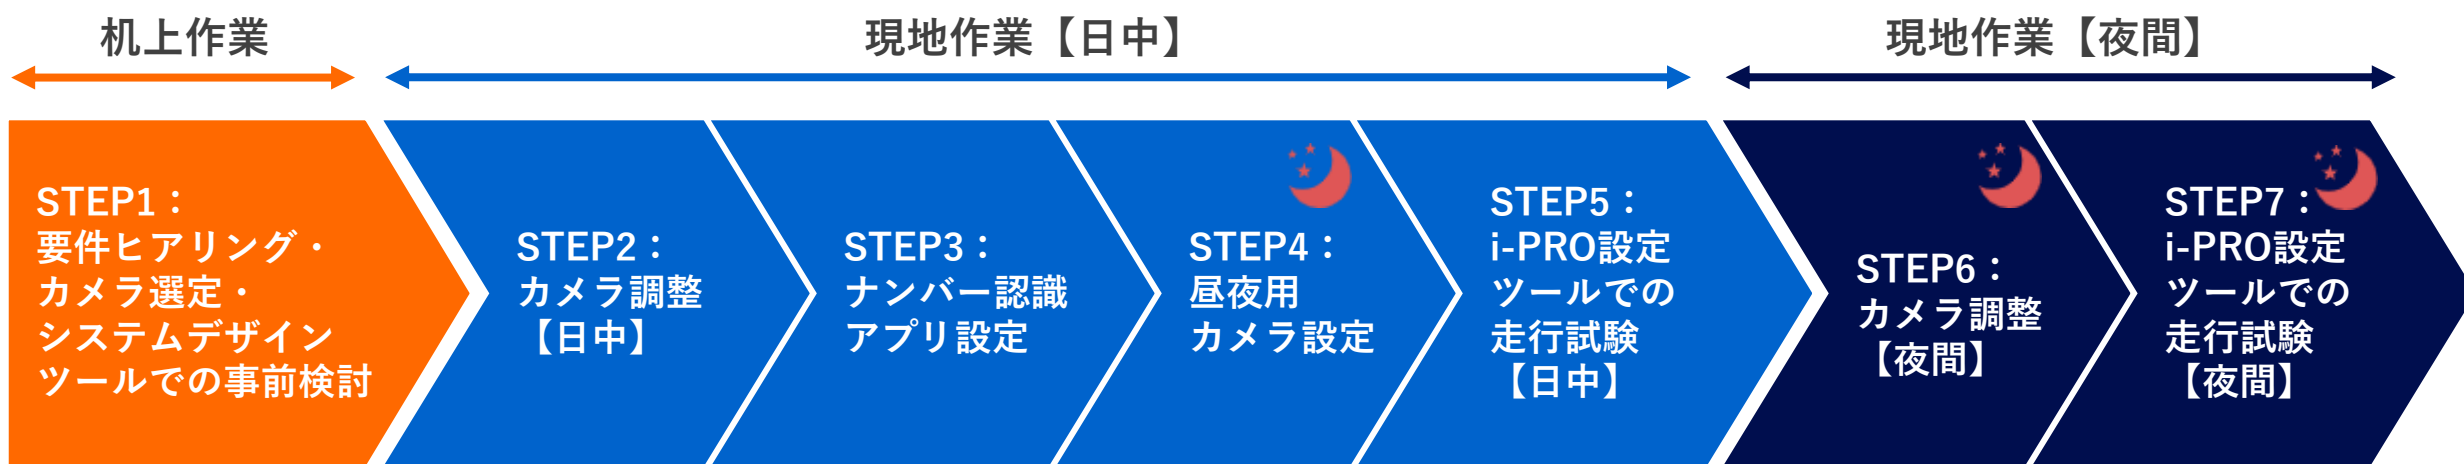 机上作業
現地作業【日中】
現地作業【夜間】
STEP1：
要件ヒアリング・
カメラ選定・
システムデザイン
ツールでの事前検討
STEP2：
カメラ調整
【日中】
STEP3：
ナンバー認識
アプリ設定
STEP4：
昼夜用
カメラ設定
STEP5：
i-PRO設定
ツールでの
走行試験
【日中】
STEP6：
カメラ調整
【夜間】
STEP7：
i-PRO設定
ツールでの
走行試験
【夜間】